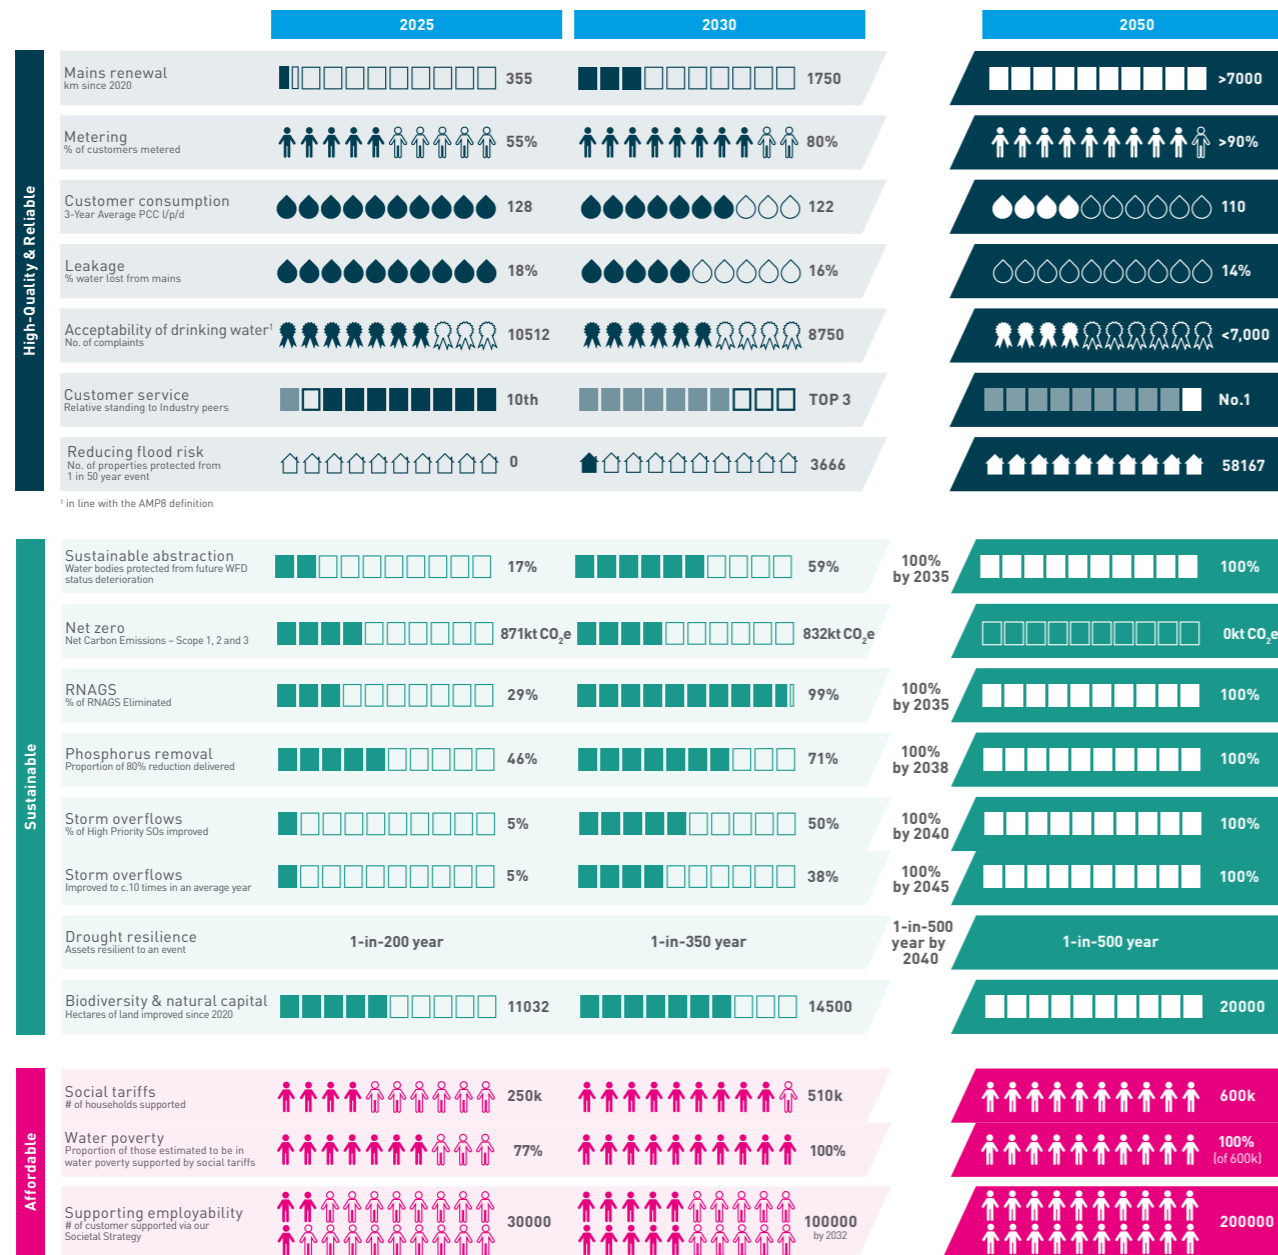 2025
2030
2050
High-Quality & Reliable
Mains renewal
km since 2020
355
1750
>7000
Metering
% of customers metered
55%
80%
>90%
Customer consumption
3-Year Average PCC l/p/d
128
122
110
Leakage
% water lost from mains
18%
16%
14%
Acceptability of drinking water¹
No. of complaints
10512
8750
<7,000
Customer service
Relative standing to Industry peers
10th
TOP 3
No.1
Reducing flood risk
No. of properties protected from
1 in 50 year event
0
3666
58167
¹ in line with the AMP8 definition
Sustainable
Sustainable abstraction
Water bodies protected from future WFD
status deterioration
17%
59%
100%
by 2035
100%
Net zero
Net Carbon Emissions – Scope 1, 2 and 3
871kt CO₂e
832kt CO₂e
0kt CO₂e
RNAGS
% of RNAGS Eliminated
29%
99%
100%
by 2035
100%
Phosphorus removal
Proportion of 80% reduction delivered
46%
71%
100%
by 2038
100%
Storm overflows
% of High Priority SOs improved
5%
50%
100%
by 2040
100%
Storm overflows
Improved to c.10 times in an average year
5%
38%
100%
by 2045
100%
Drought resilience
Assets resilient to an event
1-in-200 year
1-in-350 year
1-in-500
year by
2040
1-in-500 year
Biodiversity & natural capital
Hectares of land improved since 2020
11032
14500
20000
Affordable
Social tariffs
# of households supported
250k
510k
600k
Water poverty
Proportion of those estimated to be in
water poverty supported by social tariffs
77%
100%
100%
(of 600k)
Supporting employability
# of customer supported via our
Societal Strategy
30000
100000
by 2032
200000